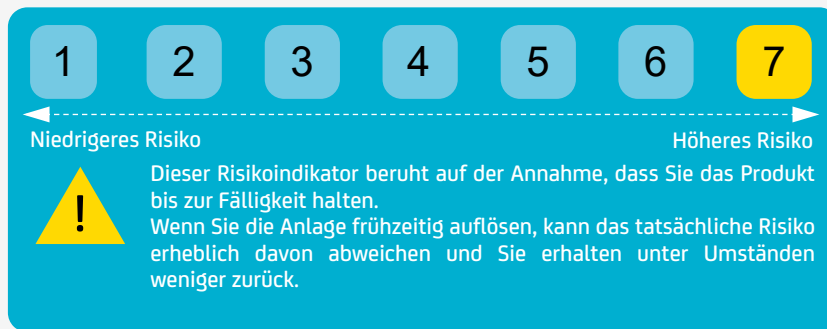 1 2 3 4 5 6 7
Niedrigeres Risiko Höheres Risiko
Dieser Risikoindikator beruht auf der Annahme, dass Sie das Produkt
bis zur Fälligkeit halten.
Wenn Sie die Anlage frühzeitig auflösen, kann das tatsächliche Risiko
erheblich davon abweichen und Sie erhalten unter Umständen
weniger zurück.
!